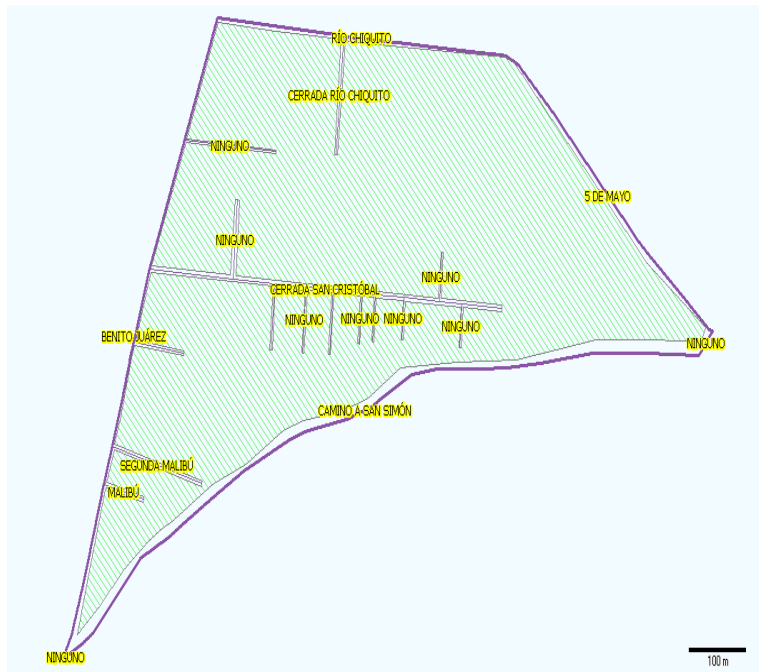 RÍO CHIQUITO
CERRADA RÍO CHIQUITO
NINGUNO
5 DE MAYO
NINGUNO
NINGUNO
CERRADA SAN CRISTÓBAL
NINGUNO
NINGUNO
NINGUNO
NINGUNO
BENITO JUÁREZ
NINGUNO
CAMINO A SAN SIMÓN
SEGUNDA MALIBÚ
MALIBÚ
NINGUNO
100 m